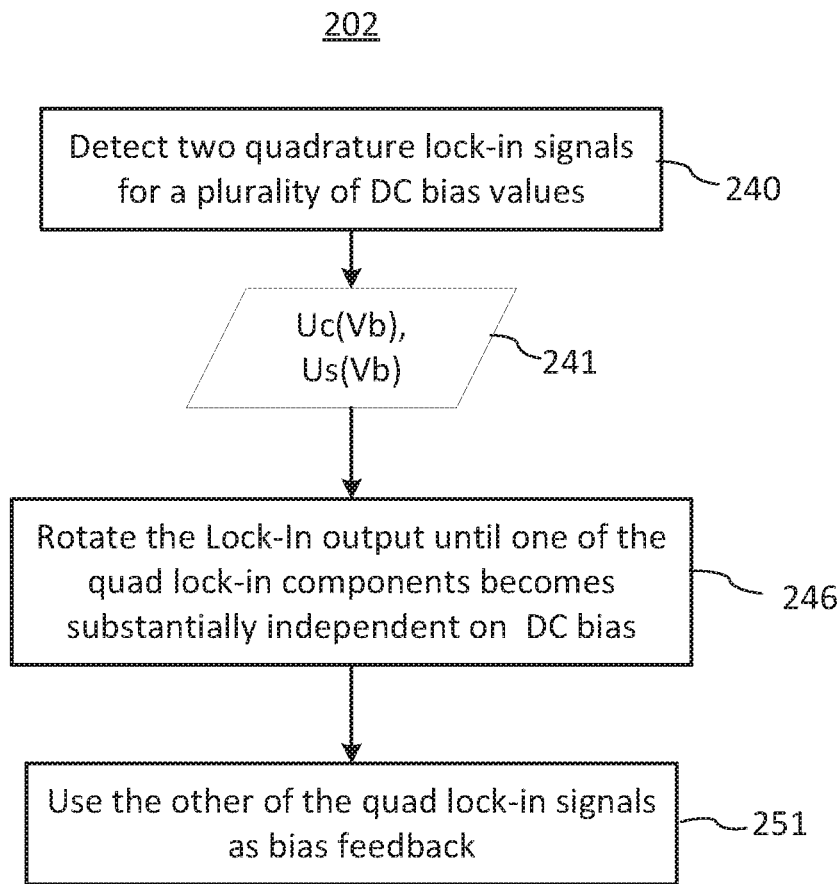 202
Detect two quadrature lock-in signals
for a plurality of DC bias values
240
Uc(Vb),
Us(Vb)
241
Rotate the Lock-In output until one of the
quad lock-in components becomes
substantially independent on DC bias
246
Use the other of the quad lock-in signals
as bias feedback
251